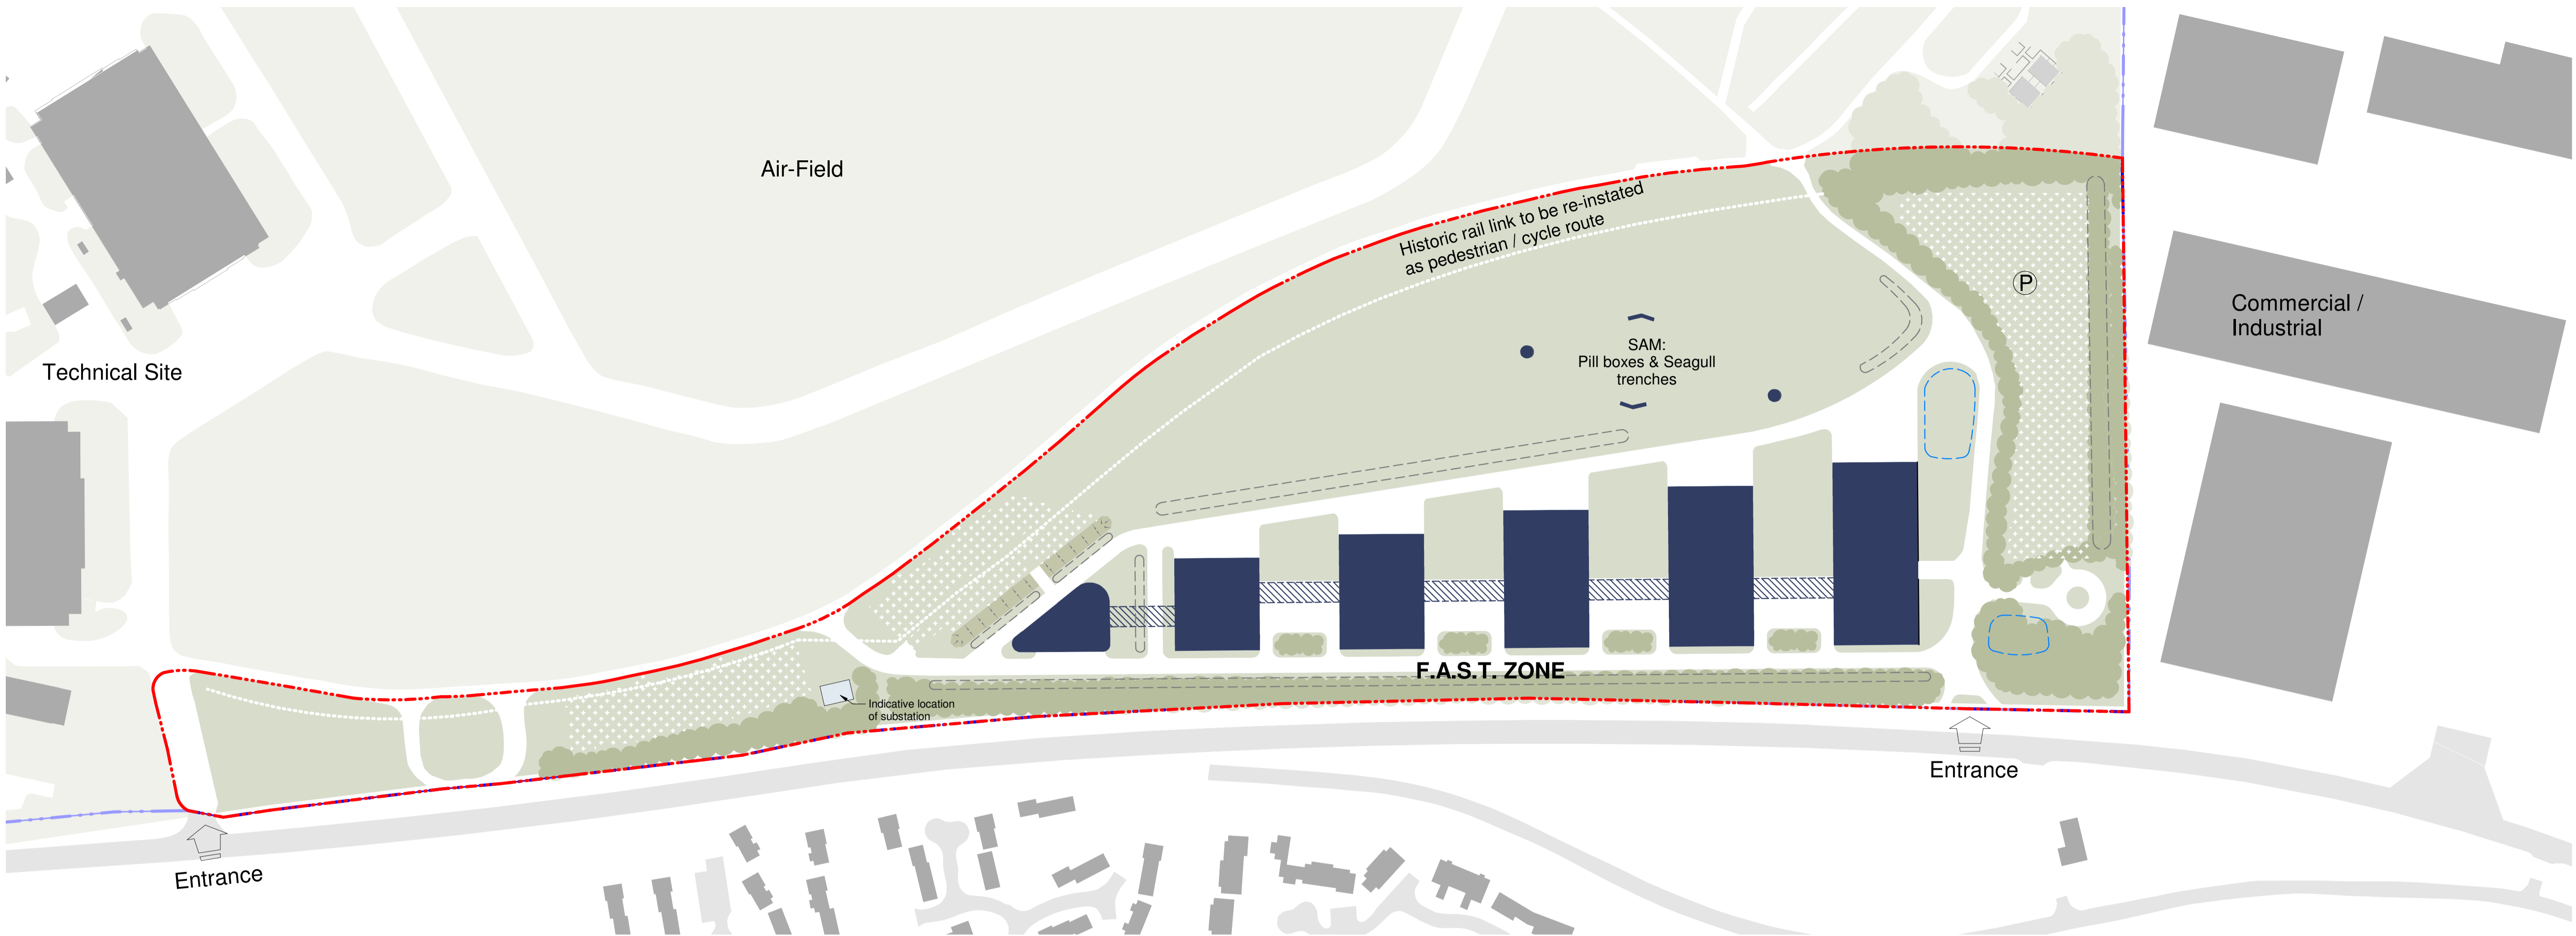 Air-Field
Historic rail link to be re-instated
as pedestrian / cycle route
P
Commercial /
Industrial
SAM:
Pill boxes & Seagull
trenches
Technical Site
F.A.S.T. ZONE
Indicative location
of substation
Entrance
Entrance